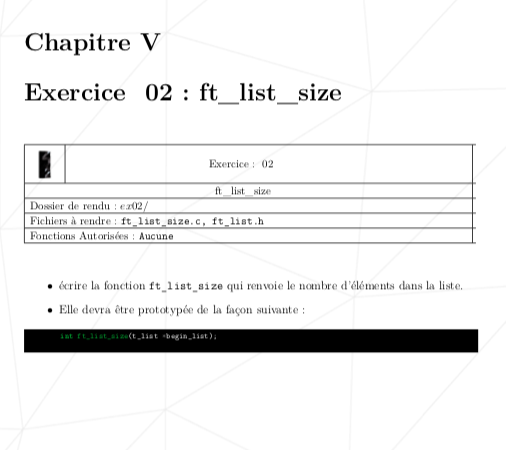 Chapitre V
Exercice 02 : ft_list_size
Exercice : 02
ft_list_size
Dossier de rendu : ex02/
Fichiers à rendre : ft_list_size.c, ft_list.h
Fonctions Autorisées : Aucune
• écrire la fonction ft_list_size qui renvoie le nombre d'éléments dans la liste.
• Elle devra être prototypée de la façon suivante :
int ft_list_size(t_list *begin_list);